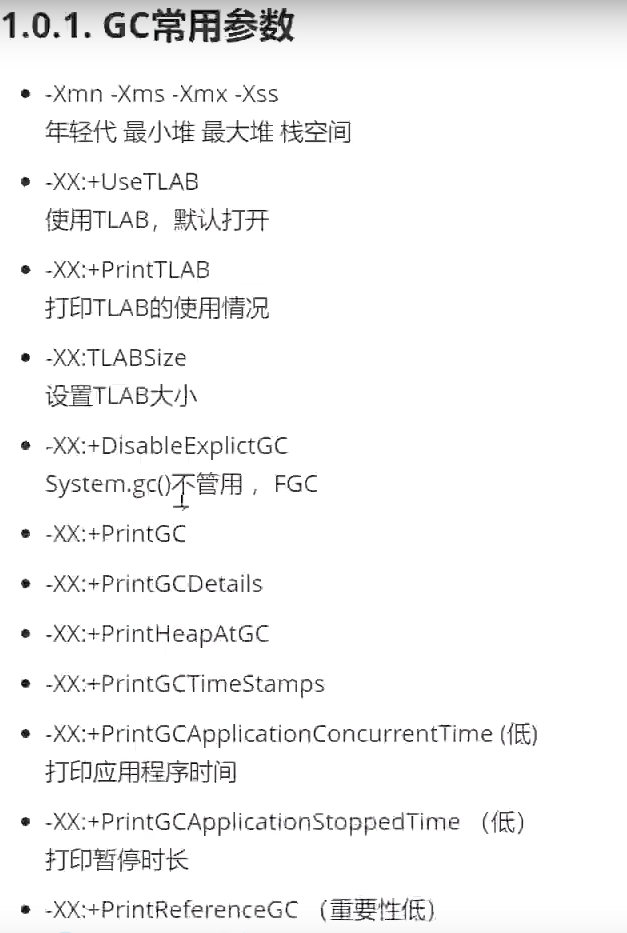 1.0.1. GC常用参数
-Xmn -Xms -Xmx -Xss
年轻代 最小堆 最大堆 栈空间
-XX:+UseTLAB
使用TLAB，默认打开
-XX:+PrintTLAB
打印TLAB的使用情况
-XX:TLABSize
设置TLAB大小
-XX:+DisableExplictGC
System.gc()不管用 ，FGC
-XX:+PrintGC
-XX:+PrintGCDetails
-XX:+PrintHeapAtGC
-XX:+PrintGCTimeStamps
-XX:+PrintGCApplicationConcurrentTime (低)
打印应用程序时间
-XX:+PrintGCApplicationStoppedTime （低）
打印暂停时长
-XX:+PrintReferenceGC （重要性低）